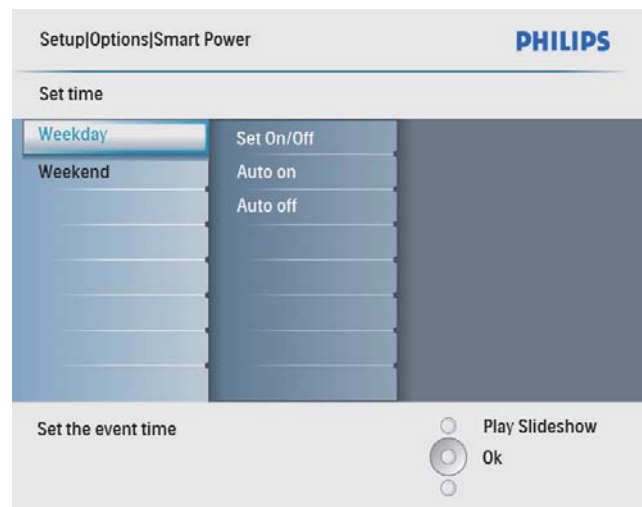 Setup|Options|Smart Power
PHILIPS
Set time
Weekday
Set On/Off
Weekend
Auto on
Auto off
Set the event time
Play Slideshow
Ok